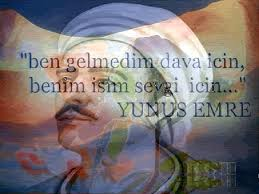 "ben gelmedim dava icin,
benim isim sevgi icin..."
YUNUS EMRE